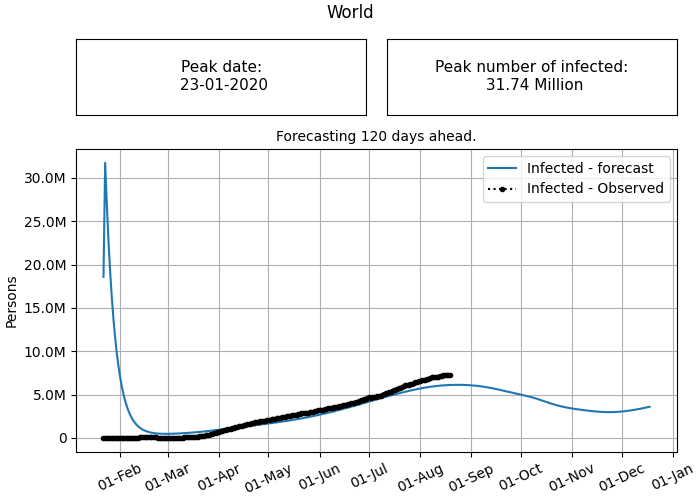 World
Peak date:
23-01-2020
Peak number of infected:
31.74 Million
Forecasting 120 days ahead.
Infected - forecast
Infected - Observed
Persons
30.0M
25.0M
20.0M
15.0M
10.0M
5.0M
0
01-Feb
01-Mar
01-Apr
01-May
01-Jun
01-Jul
01-Aug
01-Sep
01-Oct
01-Nov
01-Dec
01-Jan